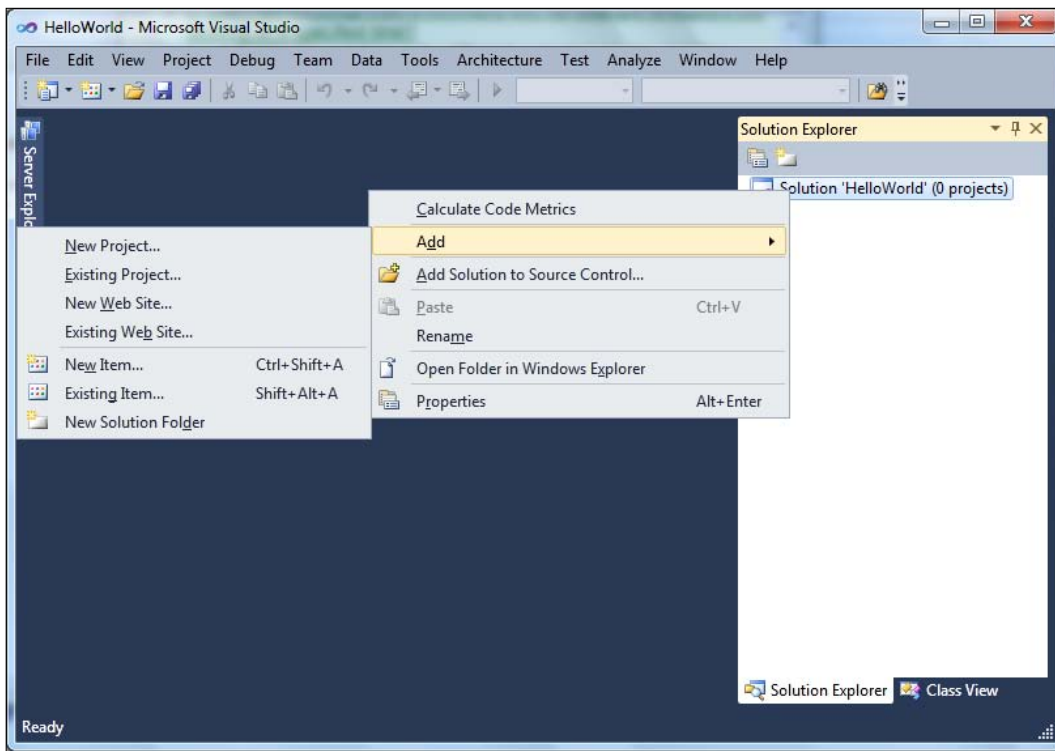 HelloWorld - Microsoft Visual Studio
File Edit View Project Debug Team Data Tools Architecture Test Analyze Window Help
Solution Explorer
Solution 'HelloWorld' (0 projects)
Server Explo
Calculate Code Metrics
Add
Add Solution to Source Control...
Paste Ctrl+V
Rename
Open Folder in Windows Explorer
Properties Alt+Enter
New Project...
Existing Project...
New Web Site...
Existing Web Site...
New Item... Ctrl+Shift+A
Existing Item... Shift+Alt+A
New Solution Folder
Solution Explorer Class View
Ready